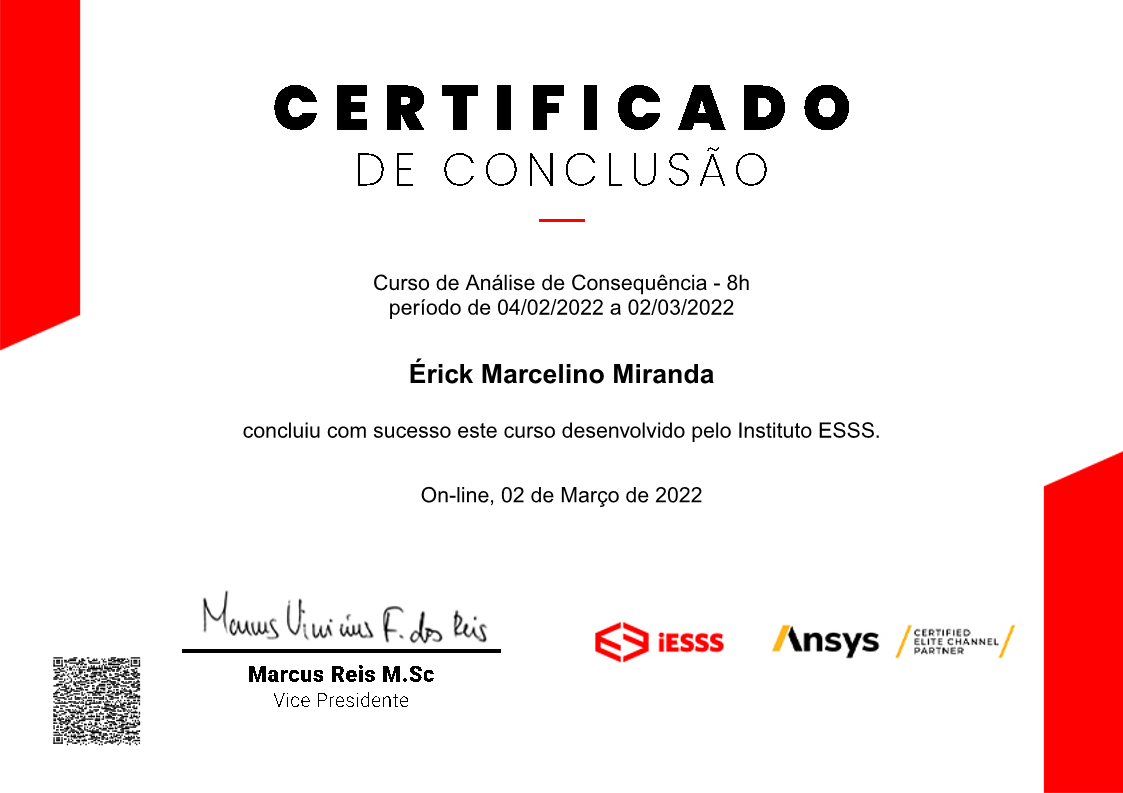 CERTIFICADO
DE CONCLUSÃO
Curso de Análise de Consequência - 8h
período de 04/02/2022 a 02/03/2022
Érick Marcelino Miranda
concluiu com sucesso este curso desenvolvido pelo Instituto ESSS.
On-line, 02 de Março de 2022
Marcus Vinicius F. dos Reis
Marcus Reis M.Sc
Vice Presidente
iESSS
Ansys
CERTIFIED
ELITE CHANNEL
PARTNER